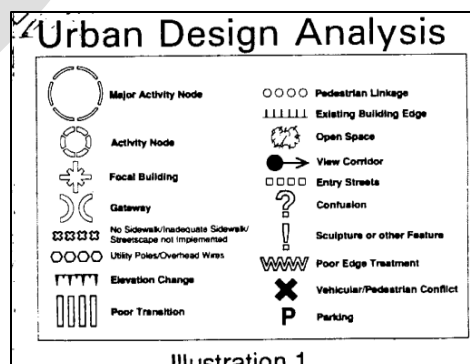 Urban Design Analysis
Major Activity Node
Activity Node
Focal Building
Gateway
No Sidewalk/Inadequate Sidewalk/
Streetscape not Implemented
Utility Poles/Overhead Wires
Elevation Change
Poor Transition
Pedestrian Linkage
Existing Building Edge
Open Space
View Corridor
Entry Streets
? Confusion
! Sculpture or other Feature
Poor Edge Treatment
Vehicular/Pedestrian Conflict
P Parking
Illustration 1